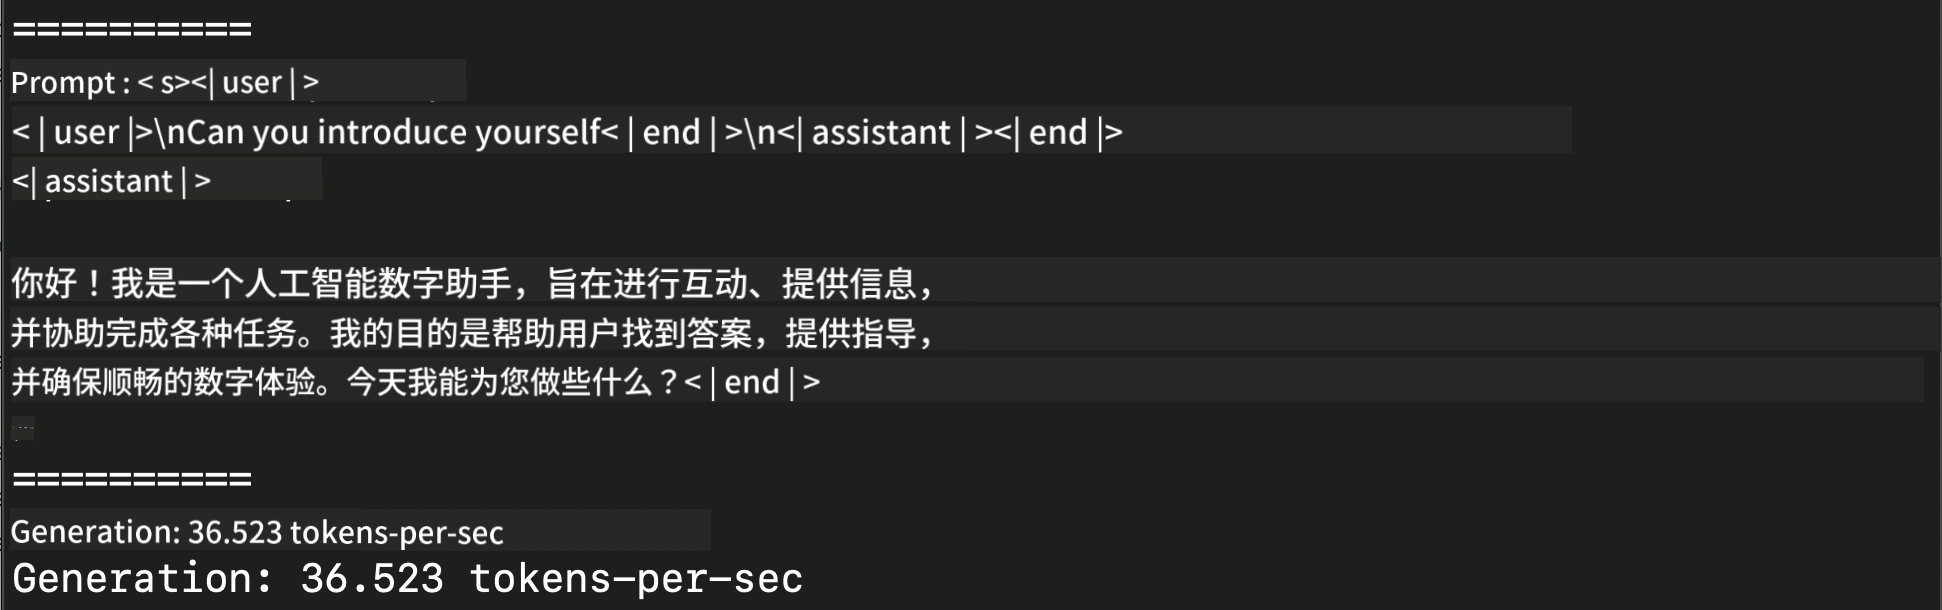 ==========
Prompt : < s><| user | >
< | user |>\nCan you introduce yourself< | end | >\n<| assistant | ><| end |>
<| assistant | >
你好！我是一个人工智能数字助手，旨在进行互动、提供信息，
并协助完成各种任务。我的目的是帮助用户找到答案，提供指导，
并确保顺畅的数字体验。今天我能为您做些什么？< | end | >
==========
Generation: 36.523 tokens-per-sec
Generation: 36.523 tokens-per-sec